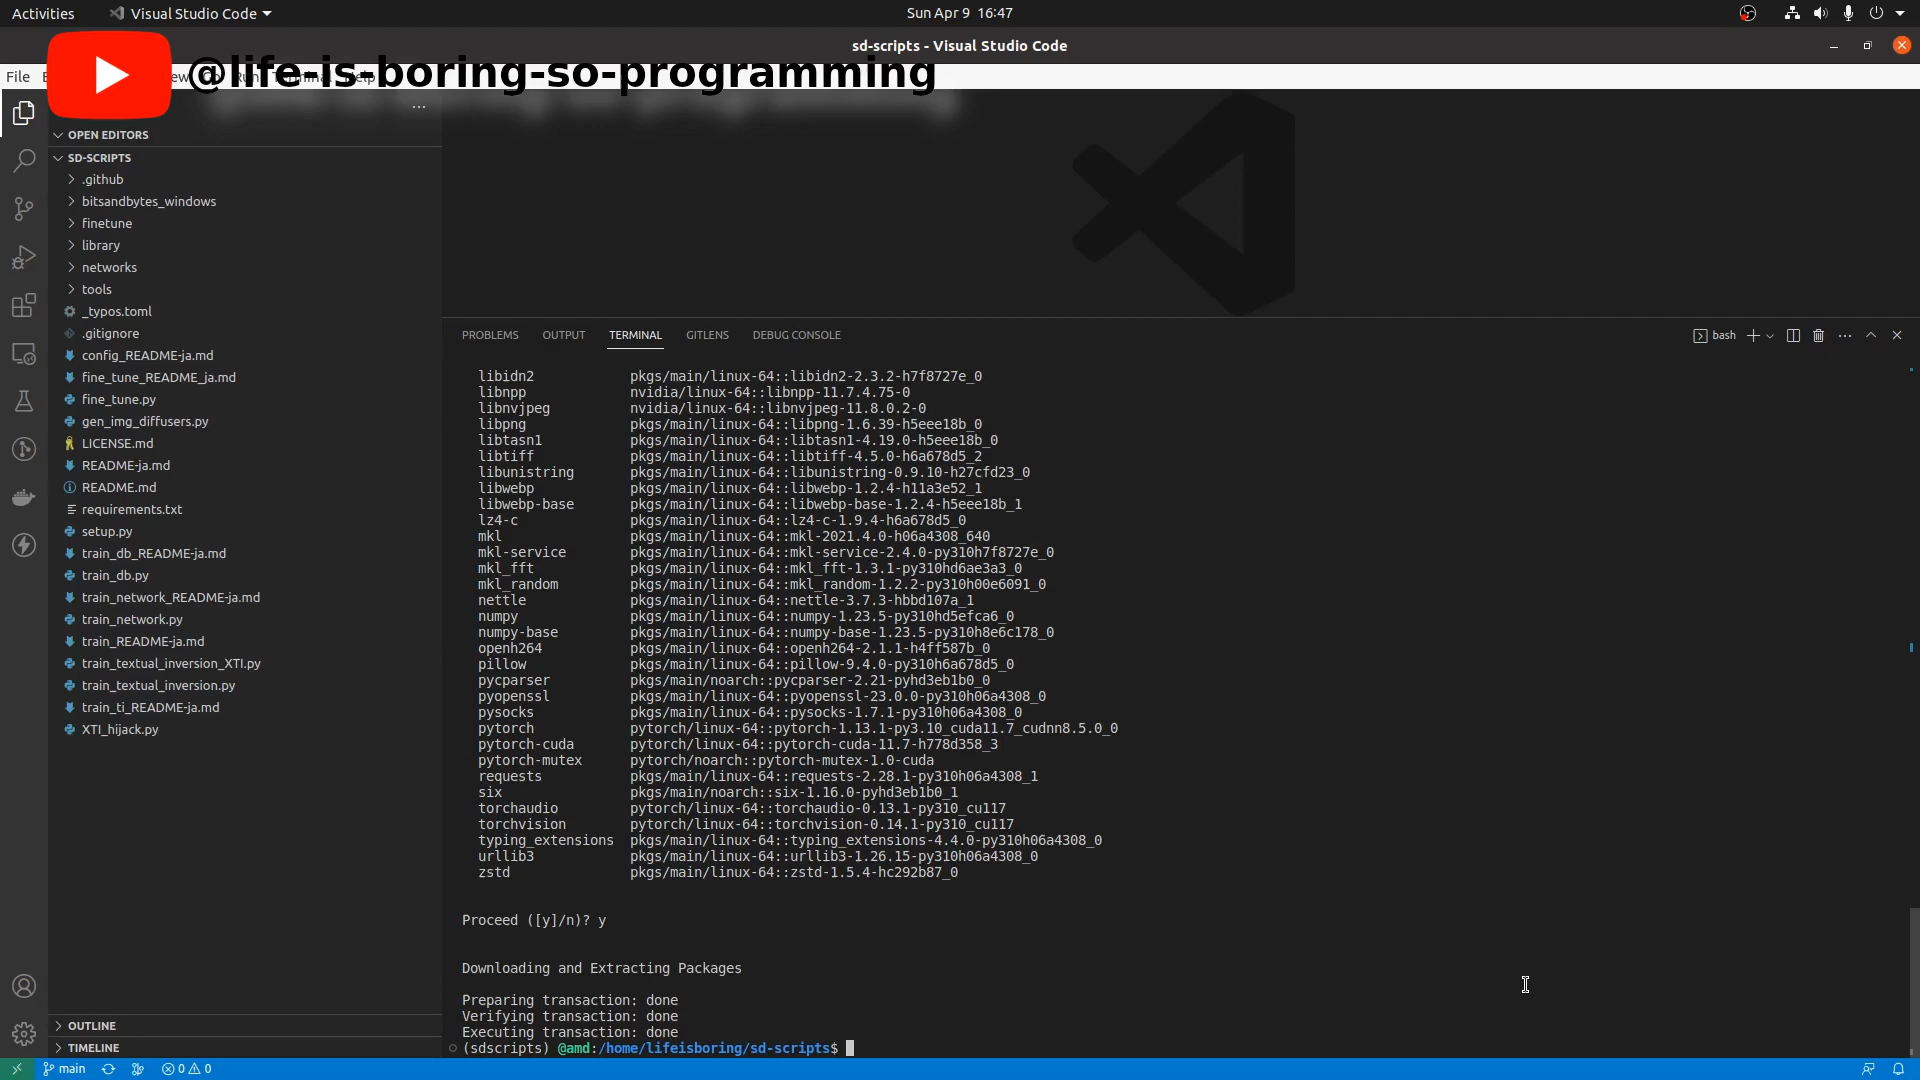 Activities
Visual Studio Code
Sun Apr 9 16:47
sd-scripts - Visual Studio Code
File
@life-is-boring-so-programming
OPEN EDITORS
SD-SCRIPTS
.github
bitsandbytes_windows
finetune
library
networks
tools
_typos.toml
.gitignore
config_README-ja.md
fine_tune_README_ja.md
fine_tune.py
gen_img_diffusers.py
LICENSE.md
README-ja.md
README.md
requirements.txt
setup.py
train_db_README-ja.md
train_db.py
train_network_README-ja.md
train_network.py
train_README-ja.md
train_textual_inversion_XTI.py
train_textual_inversion.py
train_ti_README-ja.md
XTI_hijack.py
OUTLINE
TIMELINE
PROBLEMS OUTPUT TERMINAL GITLENS DEBUG CONSOLE
bash
libidn2 pkgs/main/linux-64::libidn2-2.3.2-h7f8727e_0
libnpp nvidia/linux-64::libnpp-11.7.4.75-0
libnvjpeg nvidia/linux-64::libnvjpeg-11.8.0.2-0
libpng pkgs/main/linux-64::libpng-1.6.39-h5eee18b_0
libtasn1 pkgs/main/linux-64::libtasn1-4.19.0-h5eee18b_0
libtiff pkgs/main/linux-64::libtiff-4.5.0-h6a678d5_2
libunistring pkgs/main/linux-64::libunistring-0.9.10-h27cfd23_0
libwebp pkgs/main/linux-64::libwebp-1.2.4-h11a3e52_1
libwebp-base pkgs/main/linux-64::libwebp-base-1.2.4-h5eee18b_1
lz4-c pkgs/main/linux-64::lz4-c-1.9.4-h6a678d5_0
mkl pkgs/main/linux-64::mkl-2021.4.0-h06a4308_640
mkl-service pkgs/main/linux-64::mkl-service-2.4.0-py310h7f8727e_0
mkl_fft pkgs/main/linux-64::mkl_fft-1.3.1-py310hd6ae3a3_0
mkl_random pkgs/main/linux-64::mkl_random-1.2.2-py310h00e6091_0
nettle pkgs/main/linux-64::nettle-3.7.3-hbbd107a_1
numpy pkgs/main/linux-64::numpy-1.23.5-py310hd5efca6_0
numpy-base pkgs/main/linux-64::numpy-base-1.23.5-py310h8e6c178_0
openh264 pkgs/main/linux-64::openh264-2.1.1-h4ff587b_0
pillow pkgs/main/linux-64::pillow-9.4.0-py310h6a678d5_0
pycparser pkgs/main/noarch::pycparser-2.21-pyhd3eb1b0_0
pyopenssl pkgs/main/linux-64::pyopenssl-23.0.0-py310h06a4308_0
pysocks pkgs/main/linux-64::pysocks-1.7.1-py310h06a4308_0
pytorch pytorch/linux-64::pytorch-1.13.1-py3.10_cuda11.7_cudnn8.5.0_0
pytorch-cuda pytorch/linux-64::pytorch-cuda-11.7-h778d358_3
pytorch-mutex pytorch/noarch::pytorch-mutex-1.0-cuda
requests pkgs/main/linux-64::requests-2.28.1-py310h06a4308_1
six pkgs/main/noarch::six-1.16.0-pyhd3eb1b0_1
torchaudio pytorch/linux-64::torchaudio-0.13.1-py310_cu117
torchvision pytorch/linux-64::torchvision-0.14.1-py310_cu117
typing_extensions pkgs/main/linux-64::typing_extensions-4.4.0-py310h06a4308_0
urllib3 pkgs/main/linux-64::urllib3-1.26.15-py310h06a4308_0
zstd pkgs/main/linux-64::zstd-1.5.4-hc292b87_0
Proceed ([y]/n)? y
Downloading and Extracting Packages
Preparing transaction: done
Verifying transaction: done
Executing transaction: done
(sdscripts) @amd:/home/lifeisboring/sd-scripts$
main
0 0